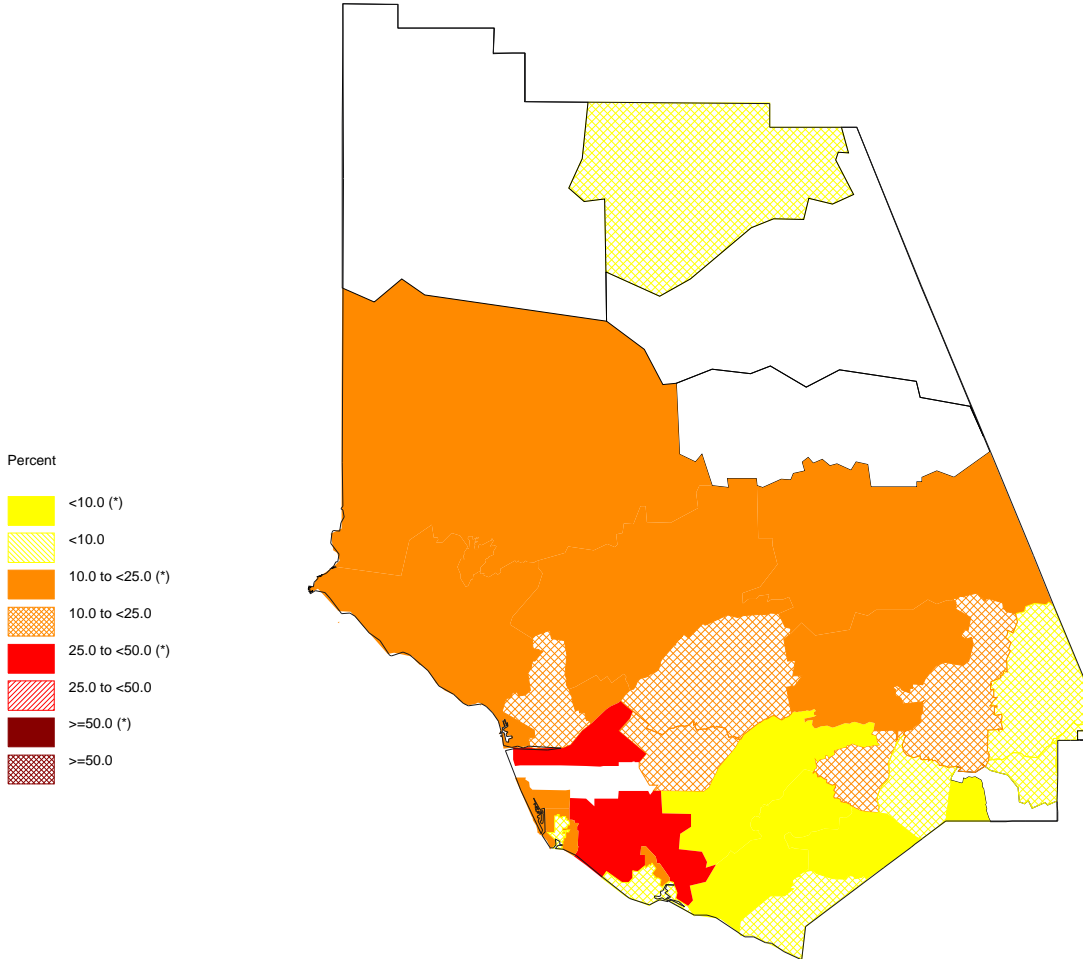 Percent
<10.0 (*)
<10.0
10.0 to <25.0 (*)
10.0 to <25.0
25.0 to <50.0 (*)
25.0 to <50.0
>=50.0 (*)
>=50.0